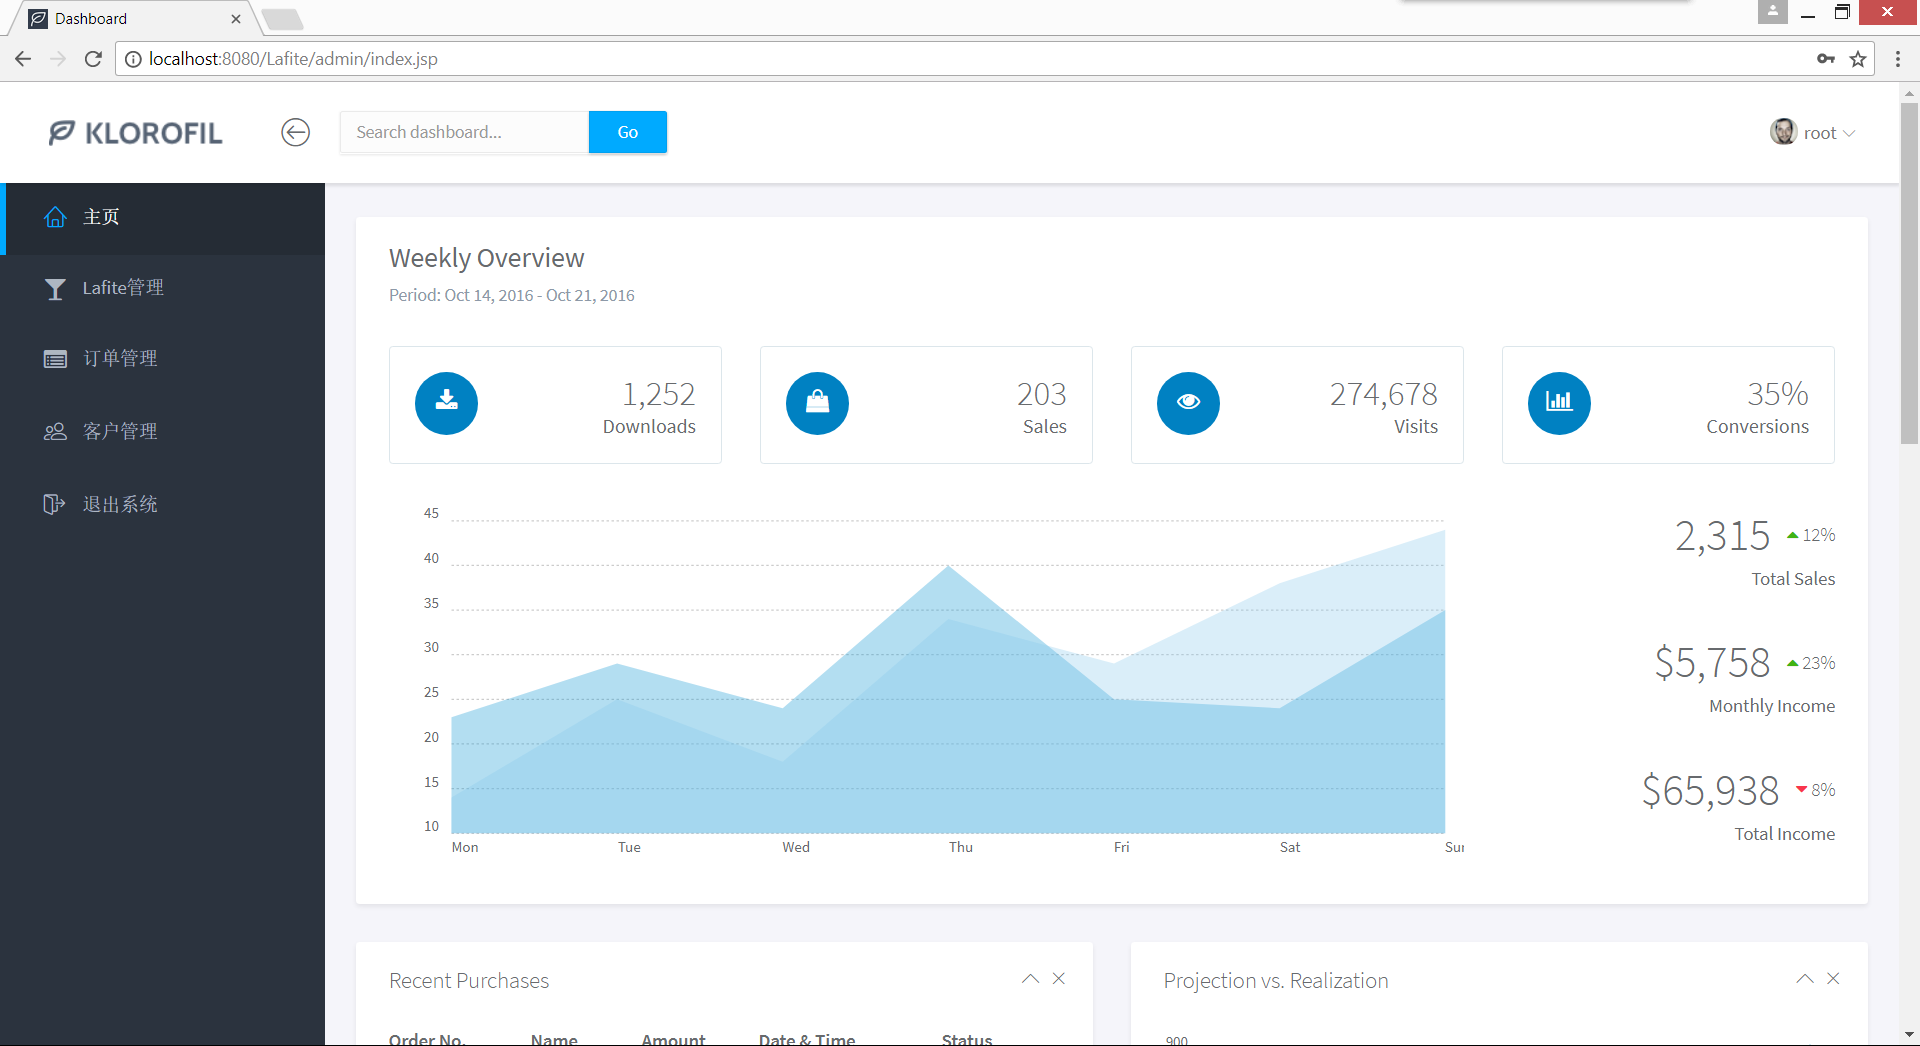 Dashboard
localhost:8080/Lafite/admin/index.jsp
KLOROFIL
Search dashboard...
Go
root
主页
Lafite管理
订单管理
客户管理
退出系统
Weekly Overview
Period: Oct 14, 2016 - Oct 21, 2016
1,252
Downloads
203
Sales
274,678
Visits
35%
Conversions
45
40
35
30
25
20
15
10
Mon Tue Wed Thu Fri Sat Sun
2,315 12%
Total Sales
$5,758 23%
Monthly Income
$65,938 8%
Total Income
Recent Purchases
Order No. Name Amount Date & Time Status
Projection vs. Realization
900